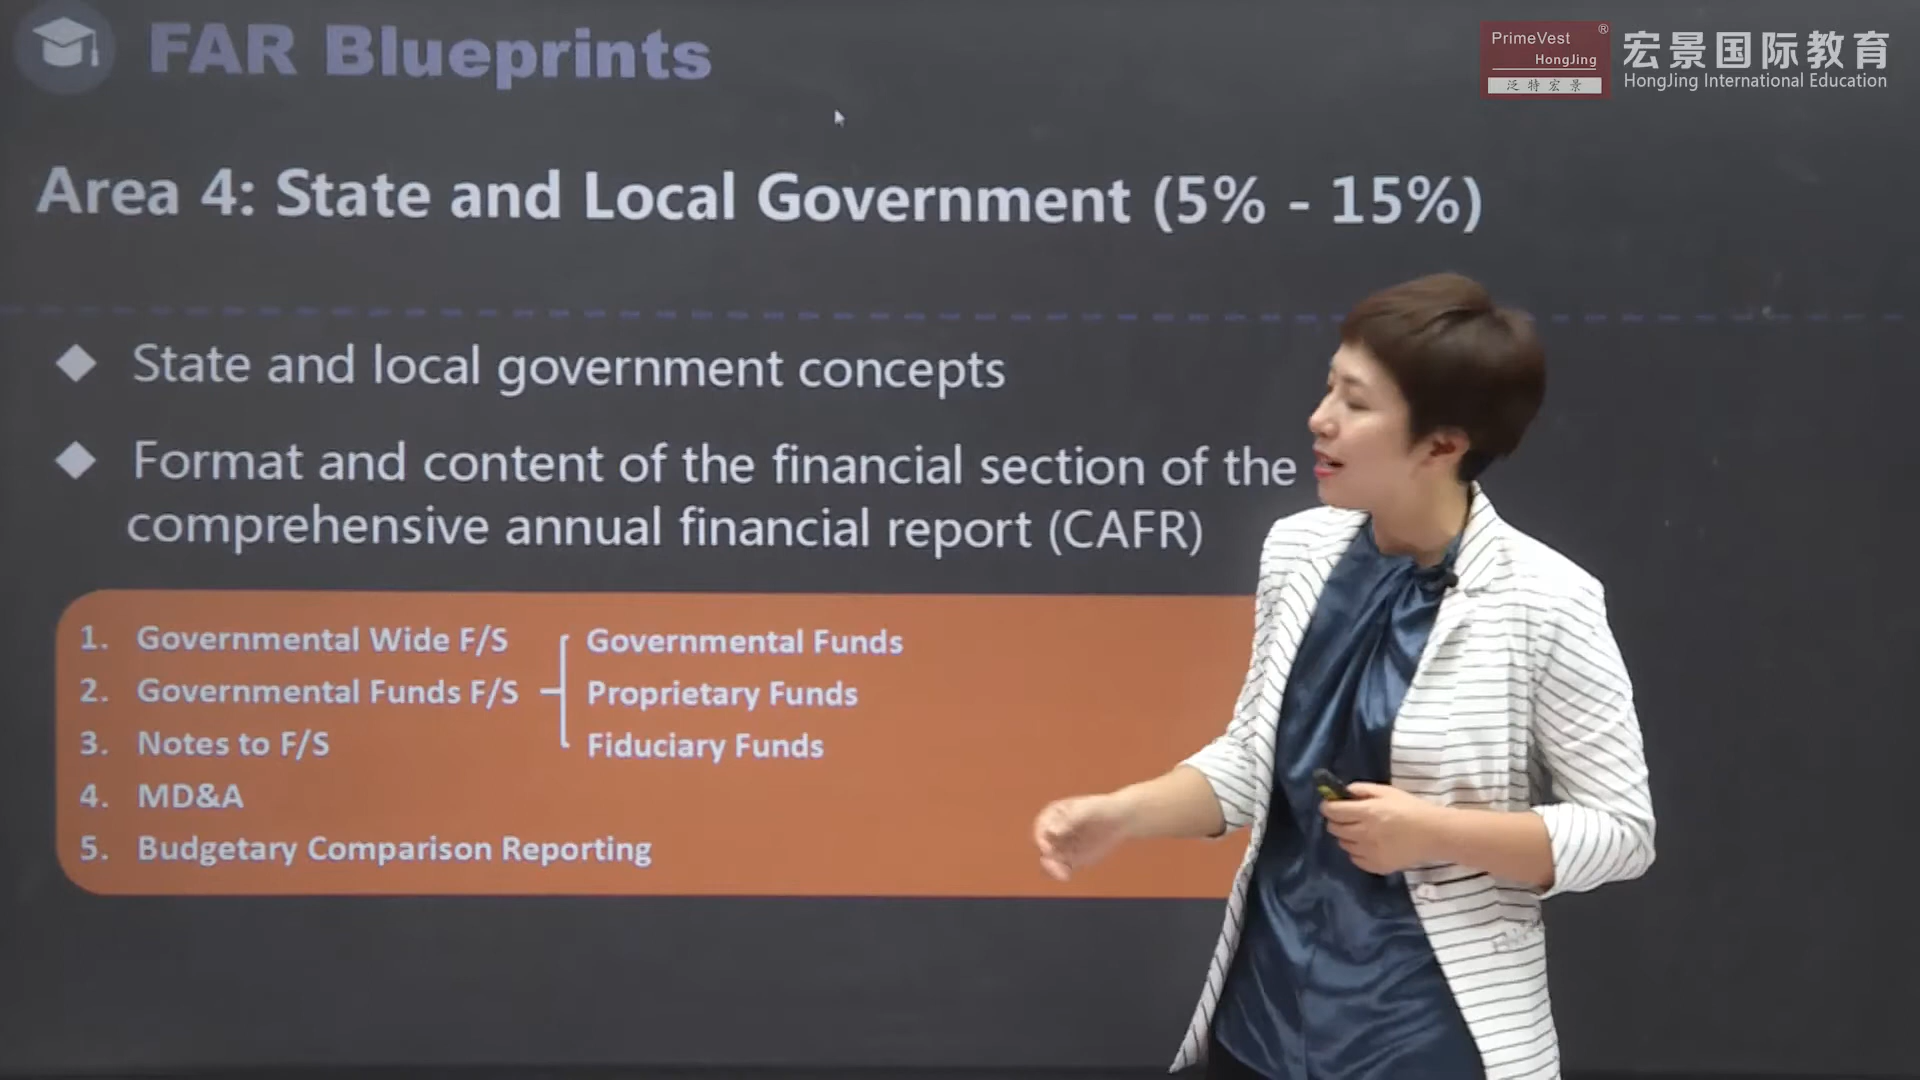 FAR Blueprints
PrimeVest ®
HongJing
泛特宏景
宏景国际教育
HongJing International Education
Area 4: State and Local Government (5% - 15%)
◆ State and local government concepts
◆ Format and content of the financial section of the
comprehensive annual financial report (CAFR)
1. Governmental Wide F/S
2. Governmental Funds F/S
3. Notes to F/S
4. MD&A
5. Budgetary Comparison Reporting
Governmental Funds
Proprietary Funds
Fiduciary Funds